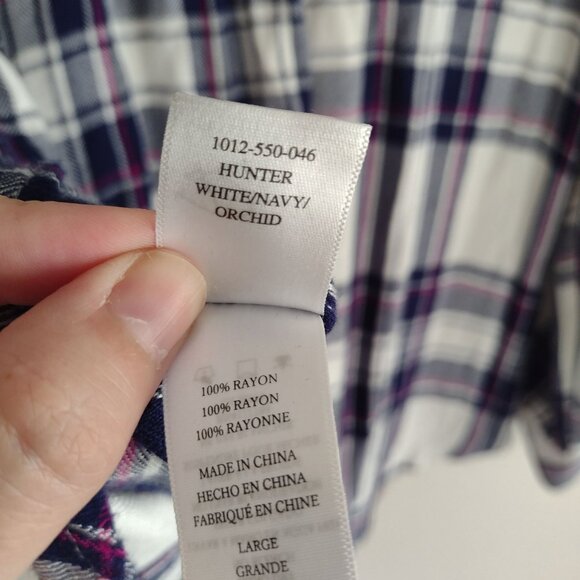 1012-550-046
HUNTER
WHITE/NAVY/
ORCHID
100% RAYON
100% RAYON
100% RAYONNE
MADE IN CHINA
HECHO EN CHINA
FABRIQUÉ EN CHINE
LARGE
GRANDE